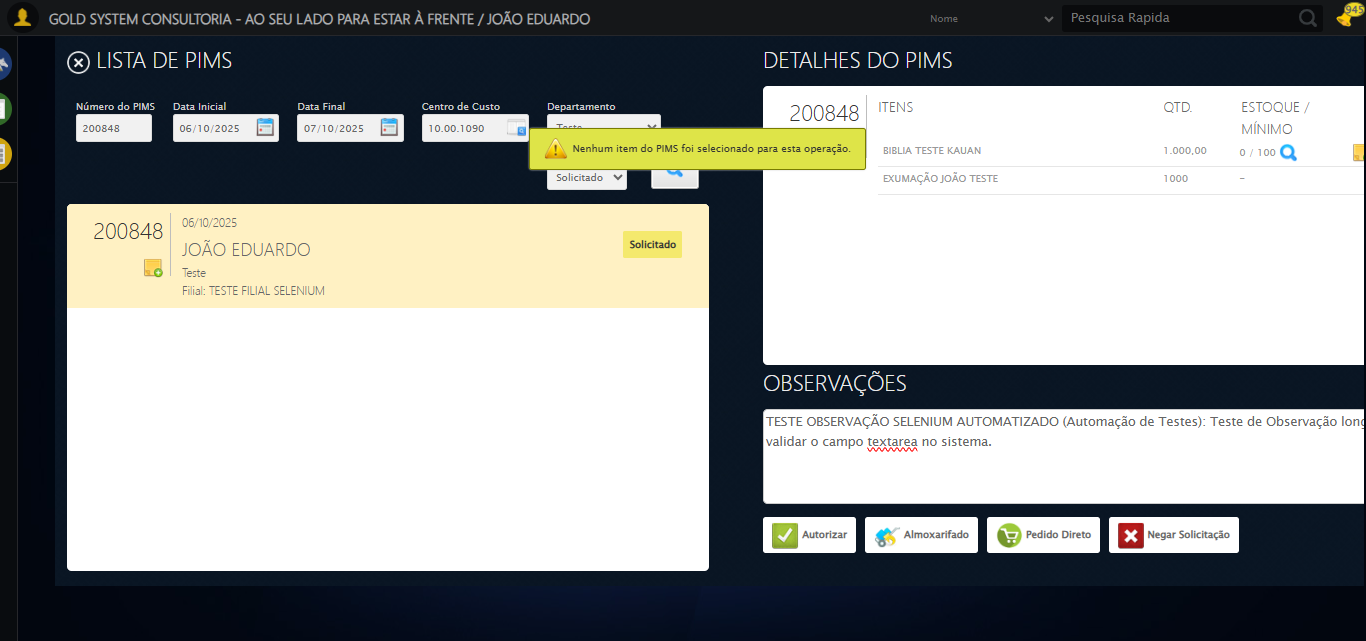 GOLD SYSTEM CONSULTORIA - AO SEU LADO PARA ESTAR À FRENTE / JOÃO EDUARDO
Nome
Pesquisa Rapida
945
LISTA DE PIMS
Número do PIMS
Data Inicial
Data Final
Centro de Custo
Departamento
200848
06/10/2025
07/10/2025
10.00.1090
Teste
Nenhum item do PIMS foi selecionado para esta operação.
Solicitado
200848
06/10/2025
JOÃO EDUARDO
Teste
Filial: TESTE FILIAL SELENIUM
Solicitado
DETALHES DO PIMS
200848
ITENS
QTD.
ESTOQUE /
MÍNIMO
BIBLIA TESTE KAUAN
1.000,00
0 / 100
EXUMAÇÃO JOÃO TESTE
1000
–
OBSERVAÇÕES
TESTE OBSERVAÇÃO SELENIUM AUTOMATIZADO (Automação de Testes): Teste de Observação long
validar o campo textarea no sistema.
Autorizar
Almoxarifado
Pedido Direto
Negar Solicitação